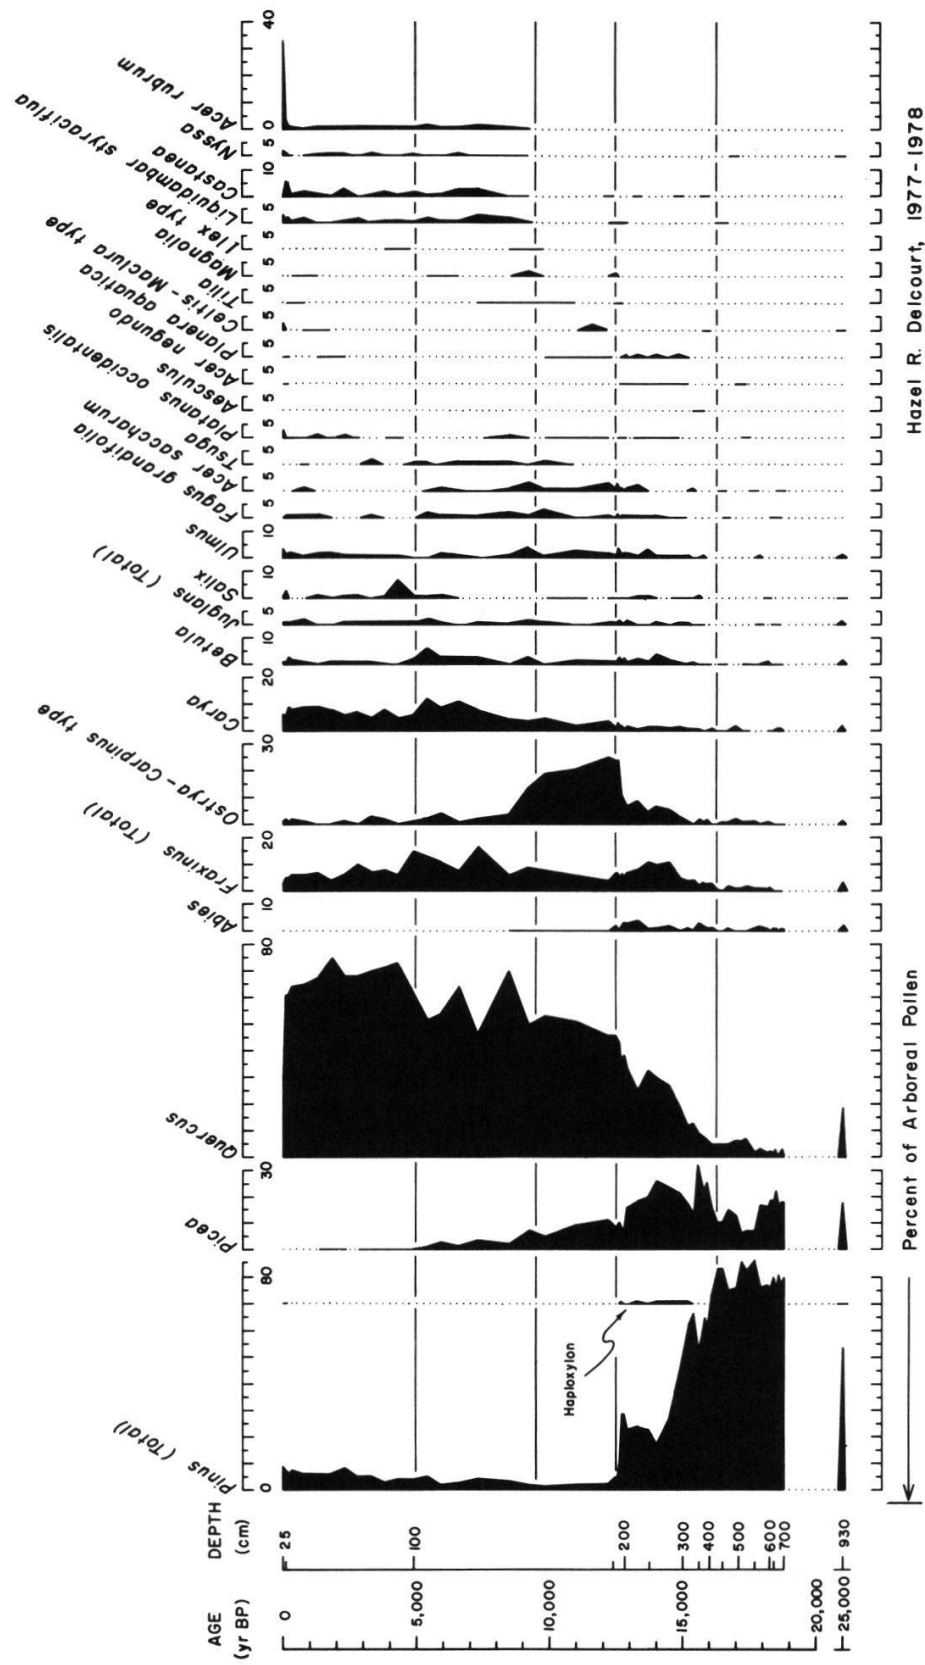 AGE
(yr BP)
DEPTH
(cm)
0
5,000
10,000
15,000
20,000
25,000
25
100
200
300
400
500
600
700
930
Pinus (Total)
Picea
Quercus
Abies
Fraxinus (Total)
Ostrya-Carpinus type
Carya
Betula
Juglans (Total)
Salix
Ulmus
Fagus grandifolia
Acer saccharum
Tsuga
Platanus occidentalis
Aesculus
Acer negundo
Planera aquatica
Celtis-Maclura type
Tilia
Magnolia
Ilex type
Liquidambar styraciflua
Castanea
Nyssa
Acer rubrum
0
80
30
80
10
20
30
20
10
5
10
10
5
5
5
5
5
5
5
5
5
5
5
5
10
5
0
40
Haploxylon
Percent of Arboreal Pollen
Hazel R. Delcourt, 1977-1978